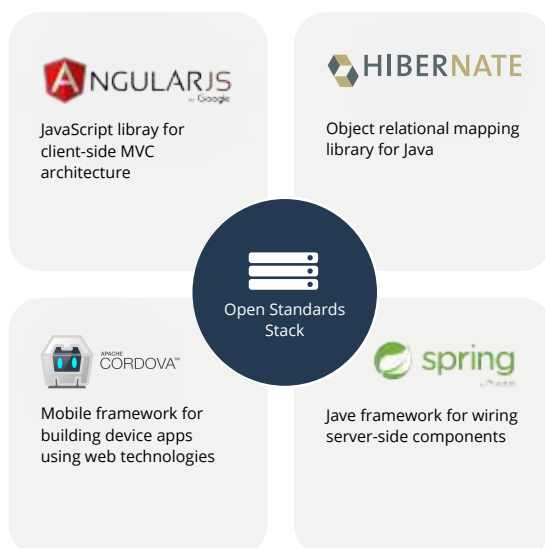 ANGULARJS
by Google
JavaScript libray for
client-side MVC
architecture
HIBERNATE
Object relational mapping
library for Java
Open Standards
Stack
APACHE
CORDOVA™
Mobile framework for
building device apps
using web technologies
spring
by Pivotal
Jave framework for wiring
server-side components